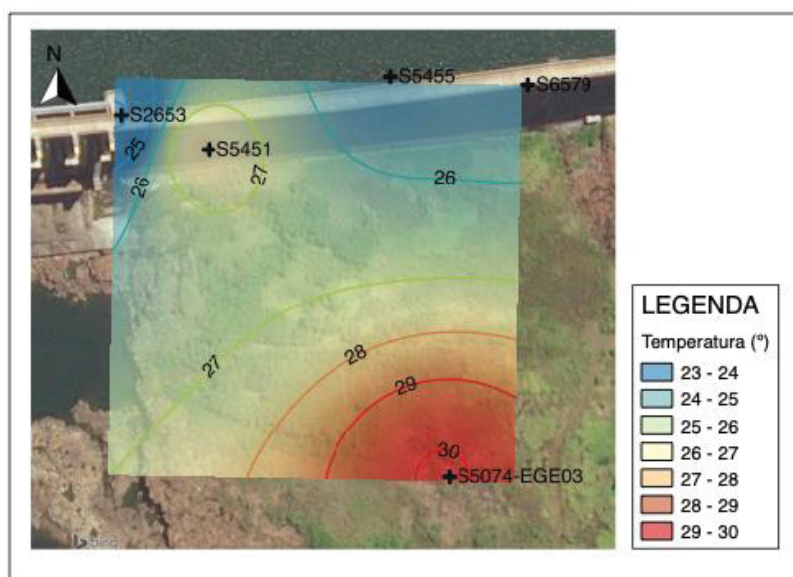 N
S5455
S6579
S2653
S5451
25
26
27
26
27
28
29
30
S5074-EGE03
bing
LEGENDA
Temperatura (°)
23 - 24
24 - 25
25 - 26
26 - 27
27 - 28
28 - 29
29 - 30